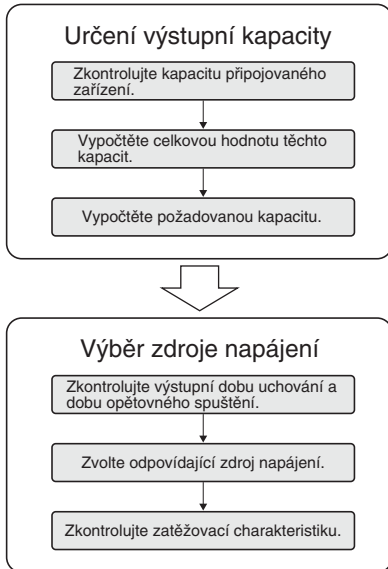 Určení výstupní kapacity
Zkontrolujte kapacitu připojovaného
zařízení.
Vypočtěte celkovou hodnotu těchto
kapacit.
Vypočtěte požadovanou kapacitu.
Výběr zdroje napájení
Zkontrolujte výstupní dobu uchování a
dobu opětovného spuštění.
Zvolte odpovídající zdroj napájení.
Zkontrolujte zatěžovací charakteristiku.